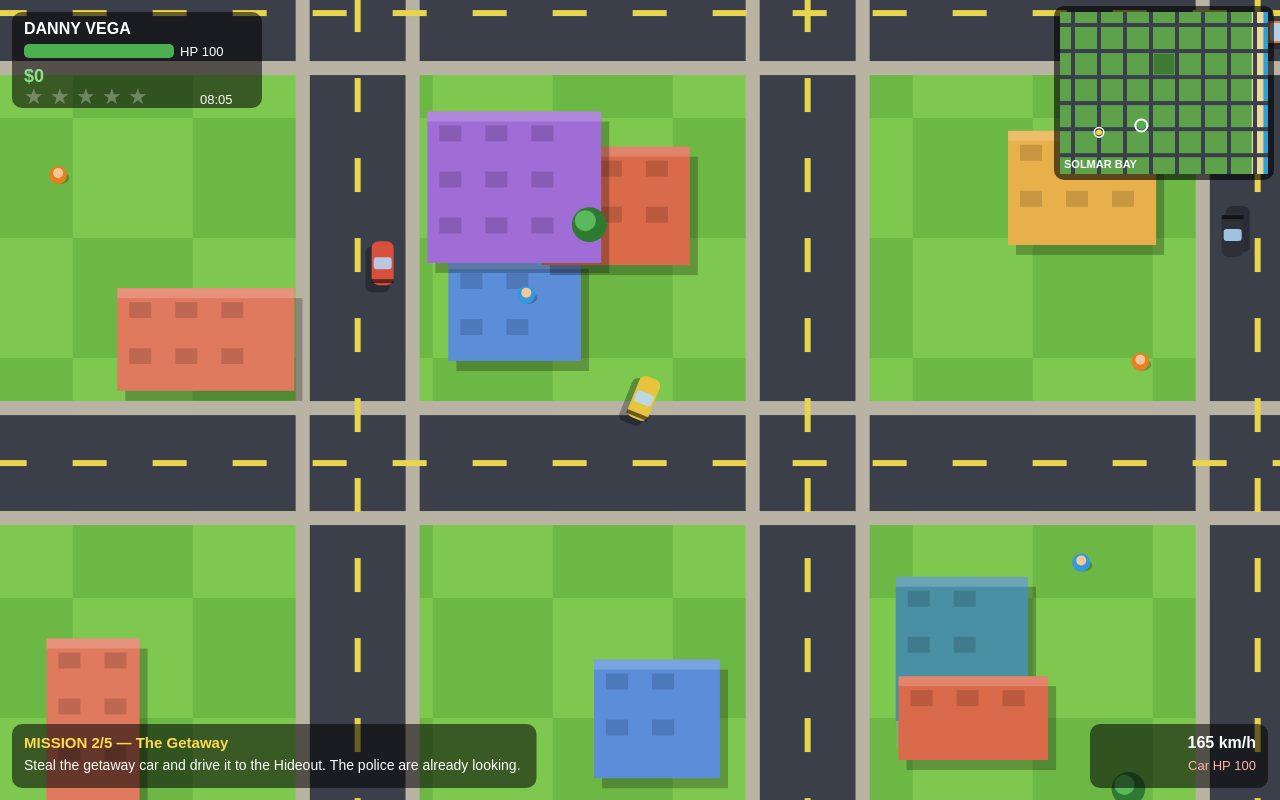 DANNY VEGA
HP 100
$0
★★★★★ 08:05
SOLMAR BAY
MISSION 2/5 — The Getaway
Steal the getaway car and drive it to the Hideout. The police are already looking.
165 km/h
Car HP 100